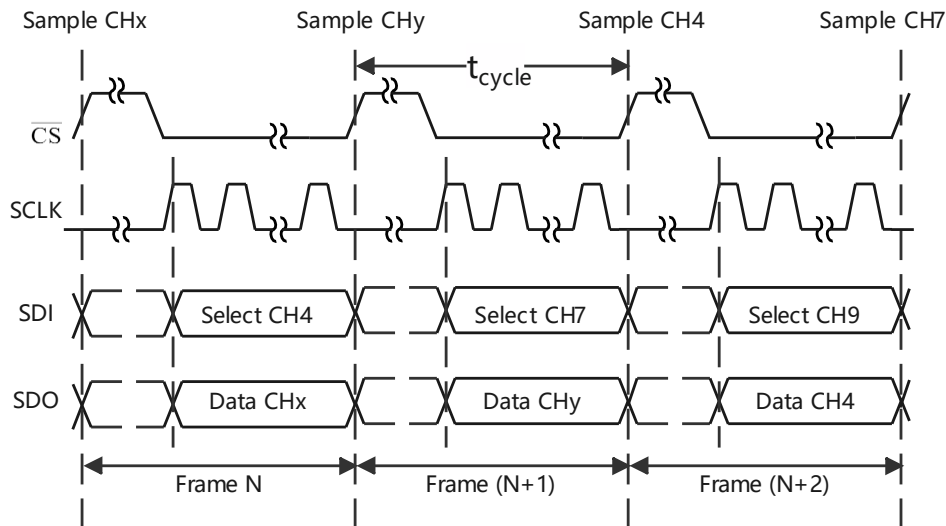 Sample CHx Sample CHy Sample CH4 Sample CH7
tcycle
CS
SCLK
SDI Select CH4 Select CH7 Select CH9
SDO Data CHx Data CHy Data CH4
Frame N Frame (N+1) Frame (N+2)